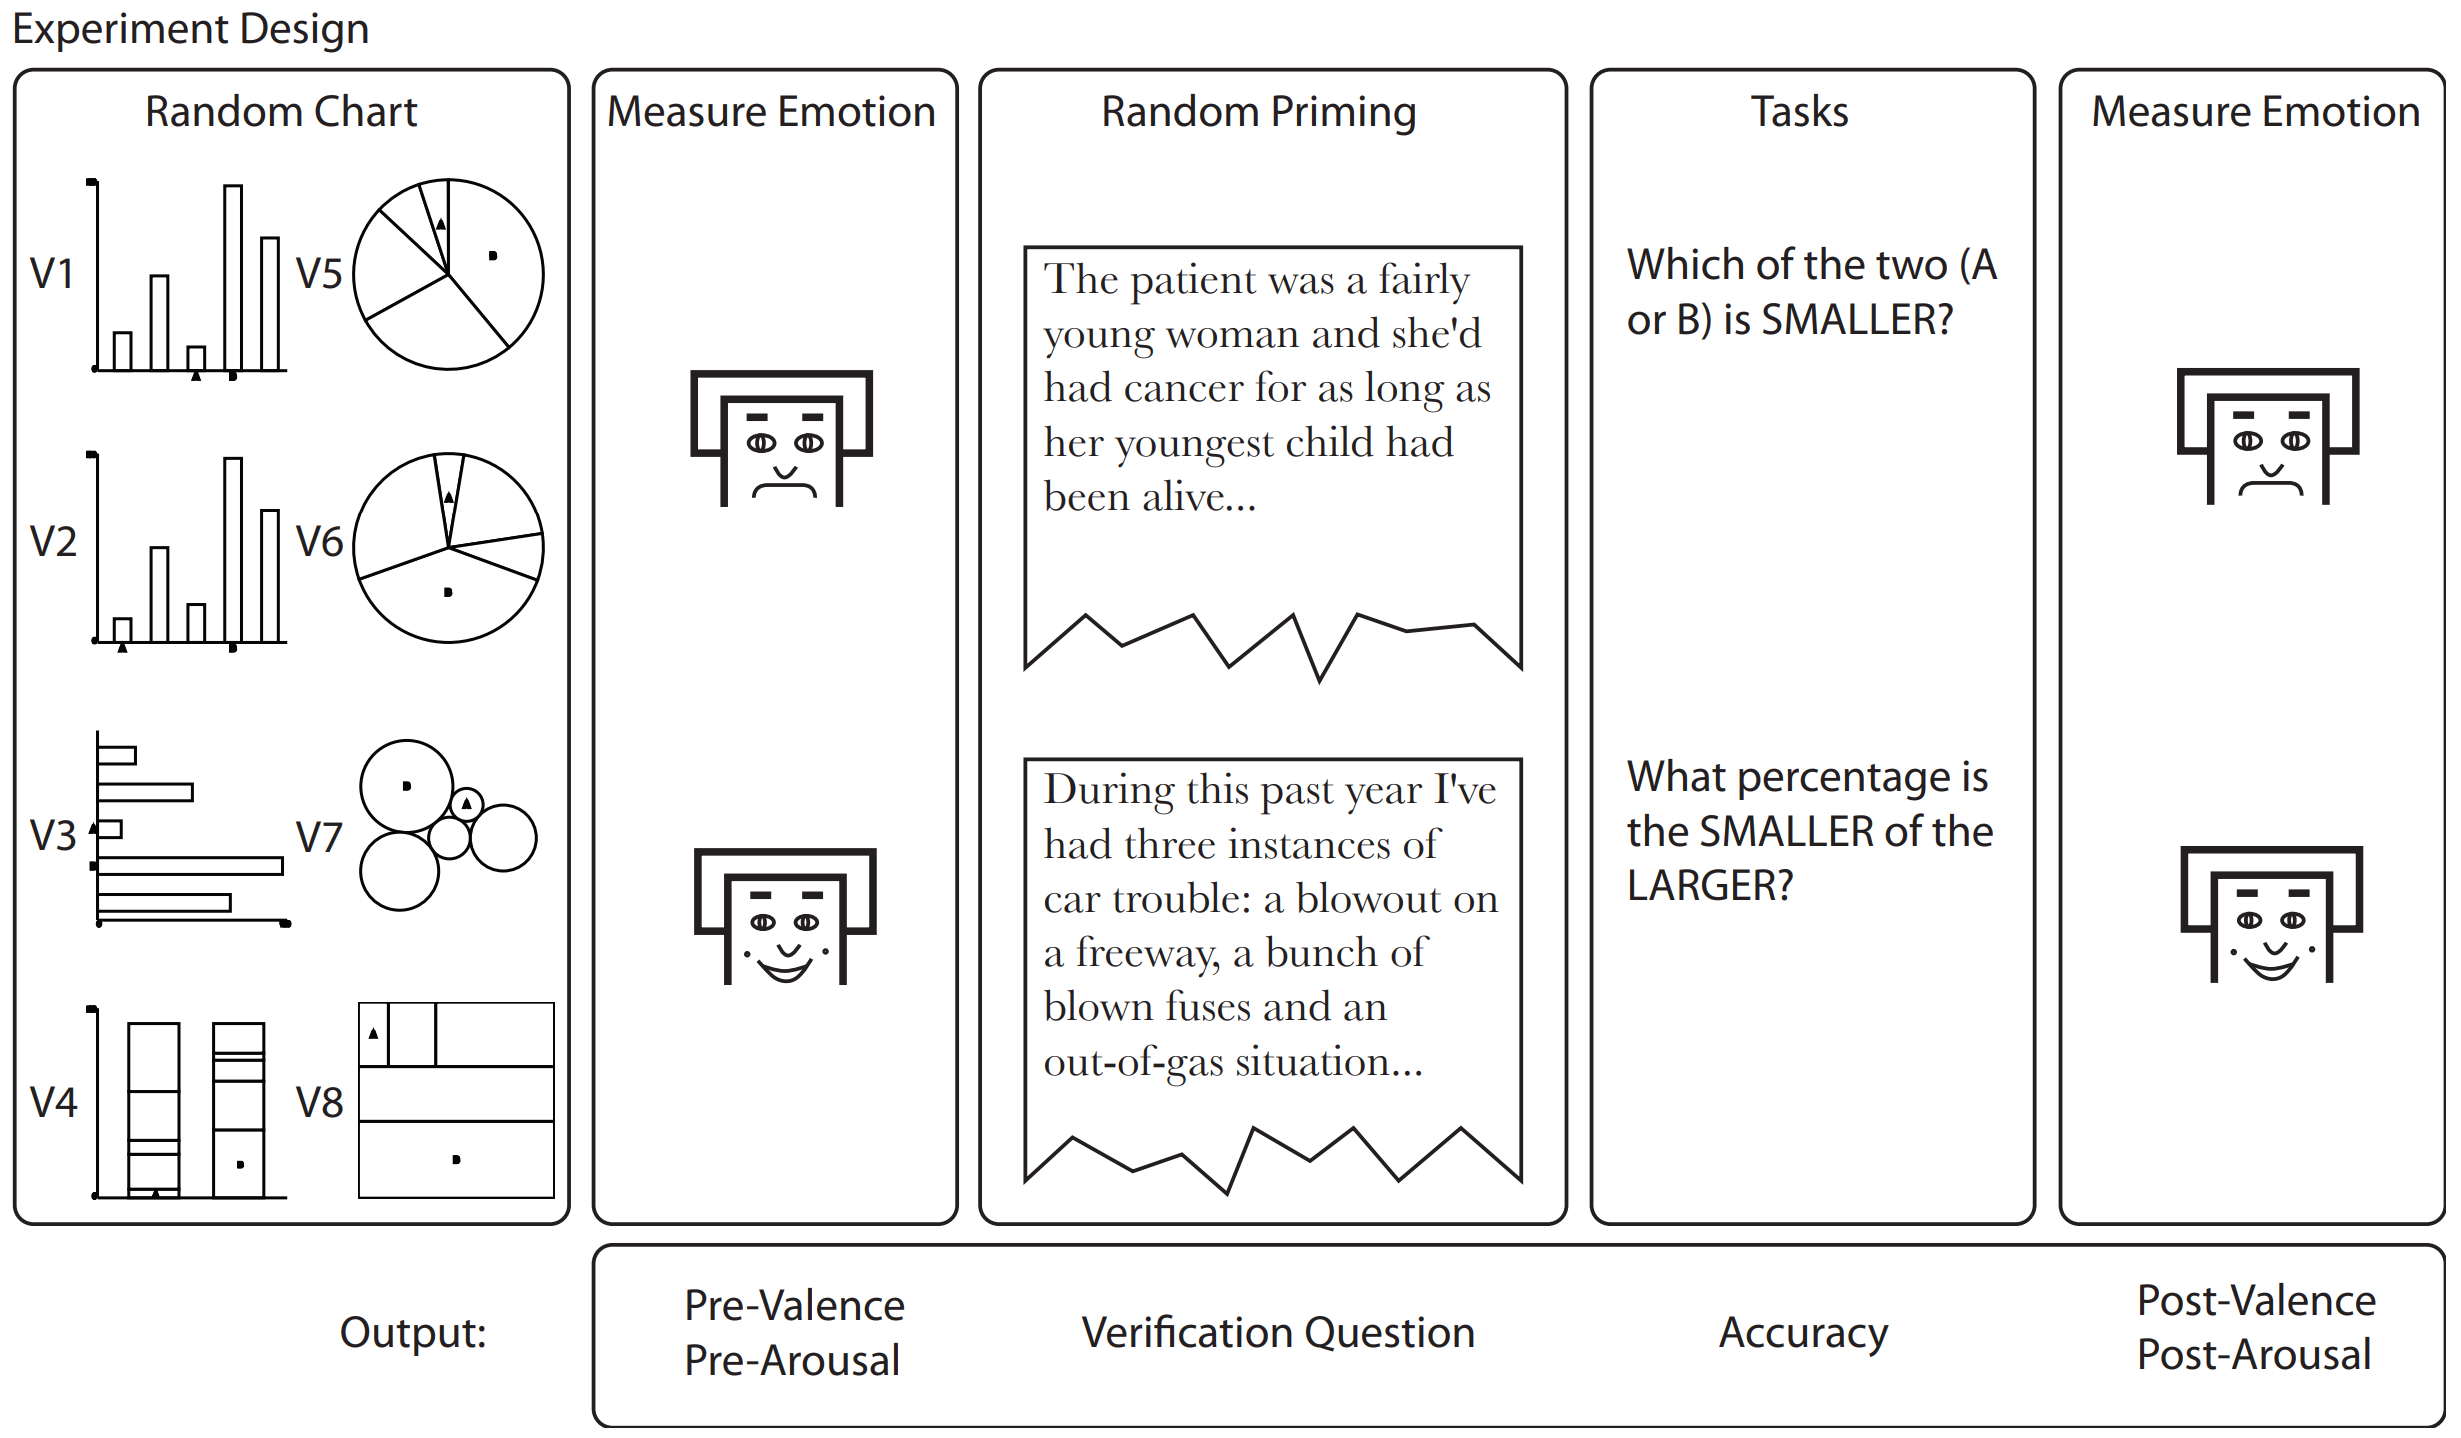 Experiment Design
Random Chart
Measure Emotion
Random Priming
Tasks
Measure Emotion
V1
A
B
V5
A
B
V2
A
B
V6
A
B
V3
A
B
V7
A
B
V4
A
B
V8
A
B
The patient was a fairly
young woman and she'd
had cancer for as long as
her youngest child had
been alive...
During this past year I've
had three instances of
car trouble: a blowout on
a freeway, a bunch of
blown fuses and an
out-of-gas situation...
Which of the two (A
or B) is SMALLER?
What percentage is
the SMALLER of the
LARGER?
Output:
Pre-Valence
Pre-Arousal
Verification Question
Accuracy
Post-Valence
Post-Arousal